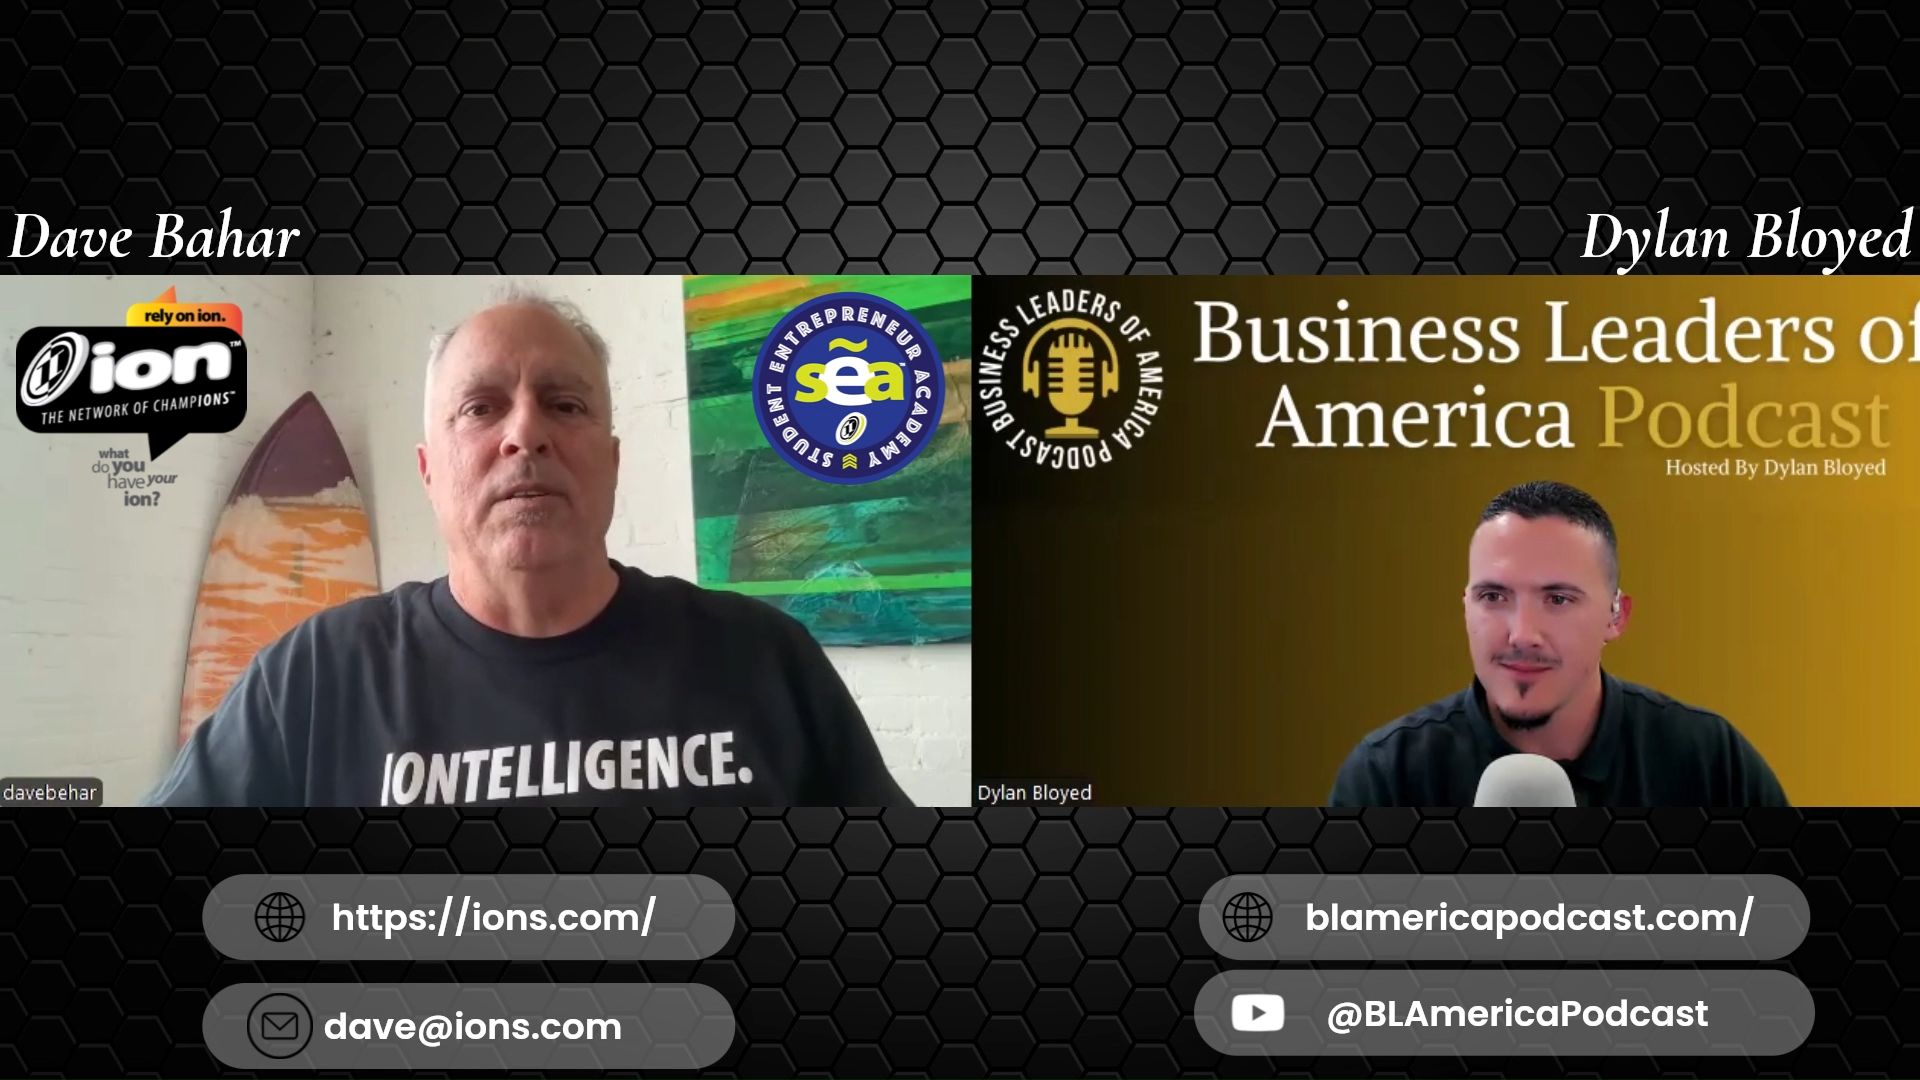 Dave Bahar
Dylan Bloyed
rely on ion.
ion™
THE NETWORK OF CHAMPIONS™
what
do you
have your
ion?
STUDENT ENTREPRENEUR ACADEMY
sẽa
IONTELLIGENCE.
davebehar
BUSINESS LEADERS OF AMERICA PODCAST
Business Leaders of
America Podcast
Hosted By Dylan Bloyed
Dylan Bloyed
https://ions.com/
dave@ions.com
blamericapodcast.com/
@BLAmericaPodcast